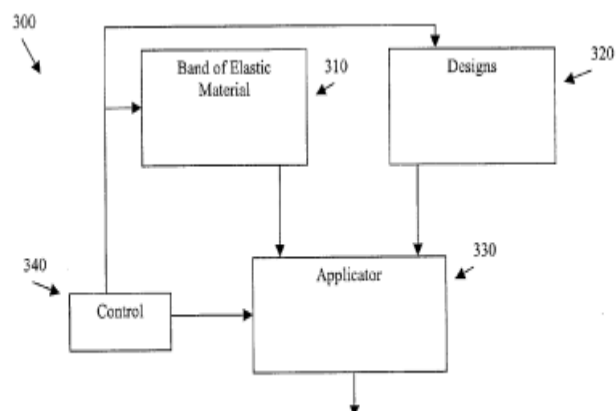 300
Band of Elastic
Material
310
Designs
320
340
Control
Applicator
330